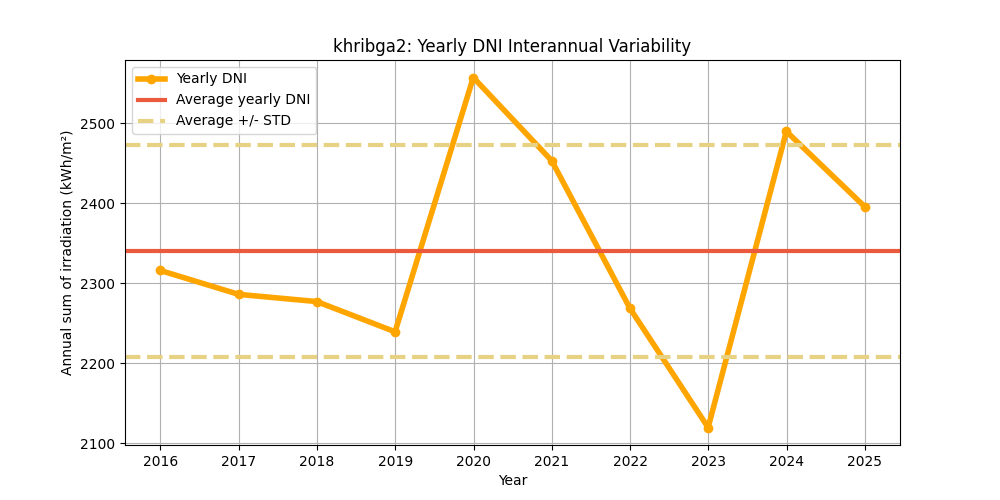 khribga2: Yearly DNI Interannual Variability
Yearly DNI
Average yearly DNI
Average +/- STD
Annual sum of irradiation (kWh/m²)
2500
2400
2300
2200
2100
2016 2017 2018 2019 2020 2021 2022 2023 2024 2025
Year